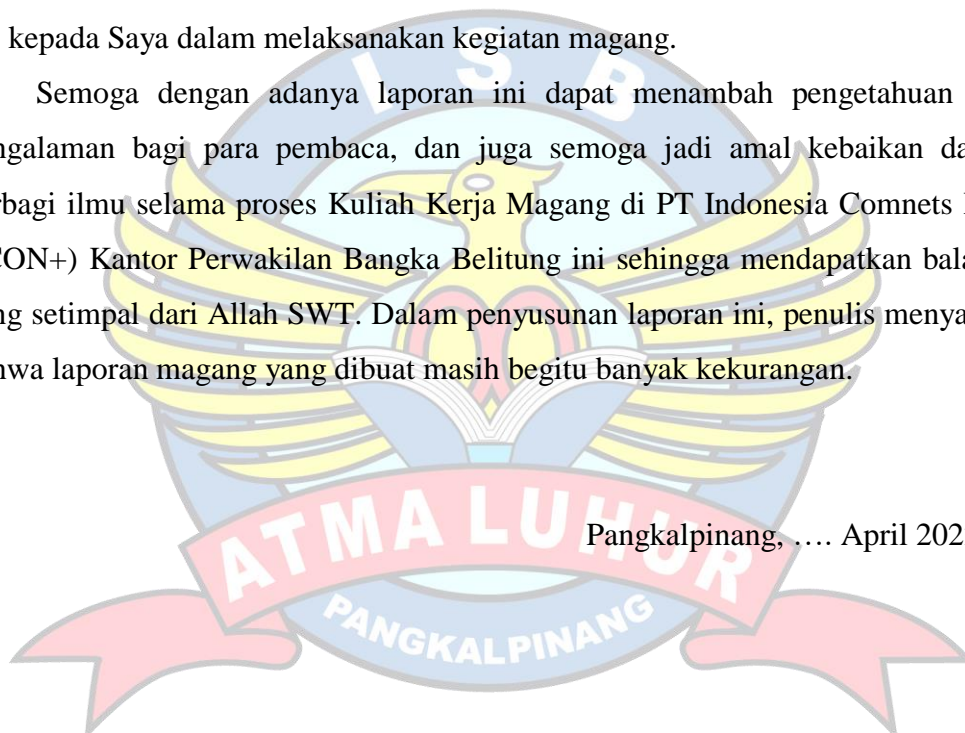 kepada Saya dalam melaksanakan kegiatan magang.
Semoga dengan adanya laporan ini dapat menambah pengetahuan
ngalaman bagi para pembaca, dan juga semoga jadi amal kebaikan da
rbagi ilmu selama proses Kuliah Kerja Magang di PT Indonesia Comnets
CON+) Kantor Perwakilan Bangka Belitung ini sehingga mendapatkan bala
ng setimpal dari Allah SWT. Dalam penyusunan laporan ini, penulis menya
hwa laporan magang yang dibuat masih begitu banyak kekurangan.
Pangkalpinang, …. April 202
ISB
ATMA LUHUR
PANGKALPINANG